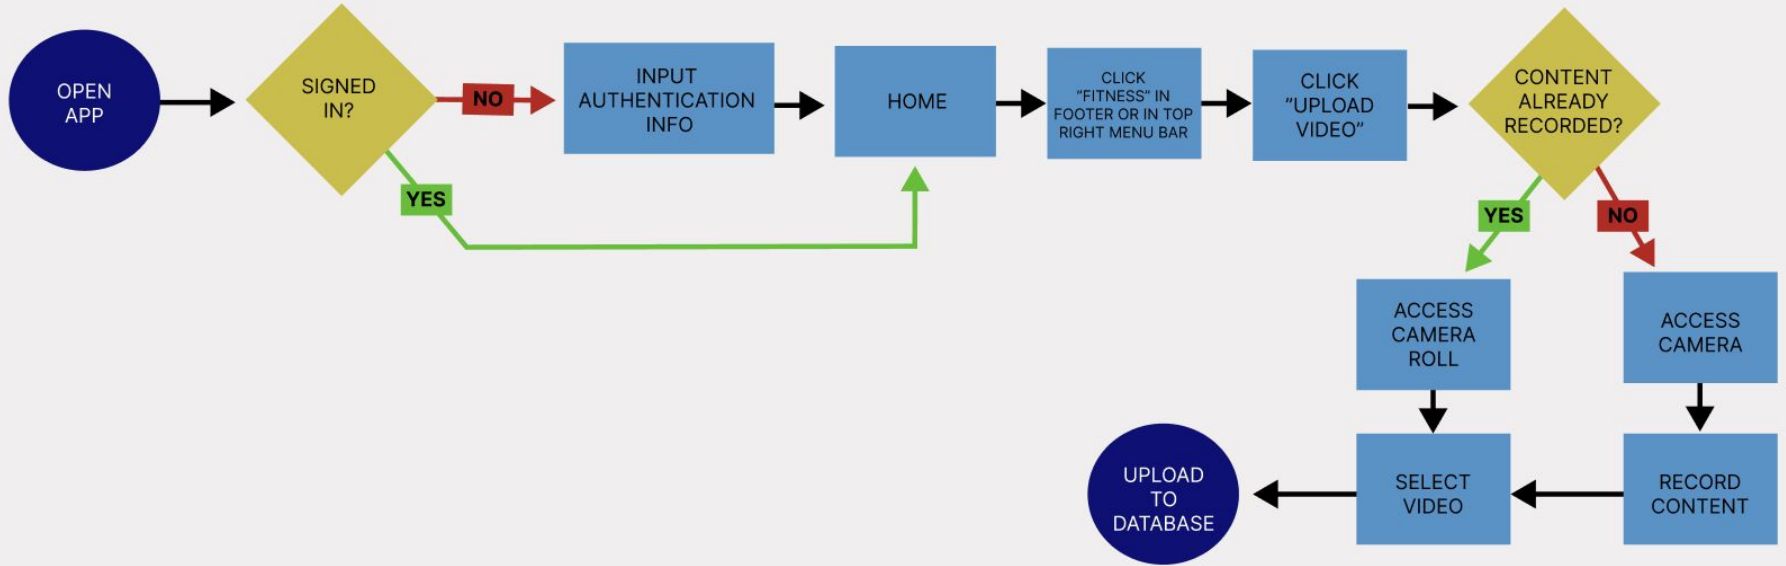 OPEN
APP
SIGNED
IN?
NO
YES
INPUT
AUTHENTICATION
INFO
HOME
CLICK
"FITNESS" IN
FOOTER OR IN TOP
RIGHT MENU BAR
CLICK
"UPLOAD
VIDEO"
CONTENT
ALREADY
RECORDED?
YES
NO
ACCESS
CAMERA
ROLL
ACCESS
CAMERA
SELECT
VIDEO
RECORD
CONTENT
UPLOAD
TO
DATABASE